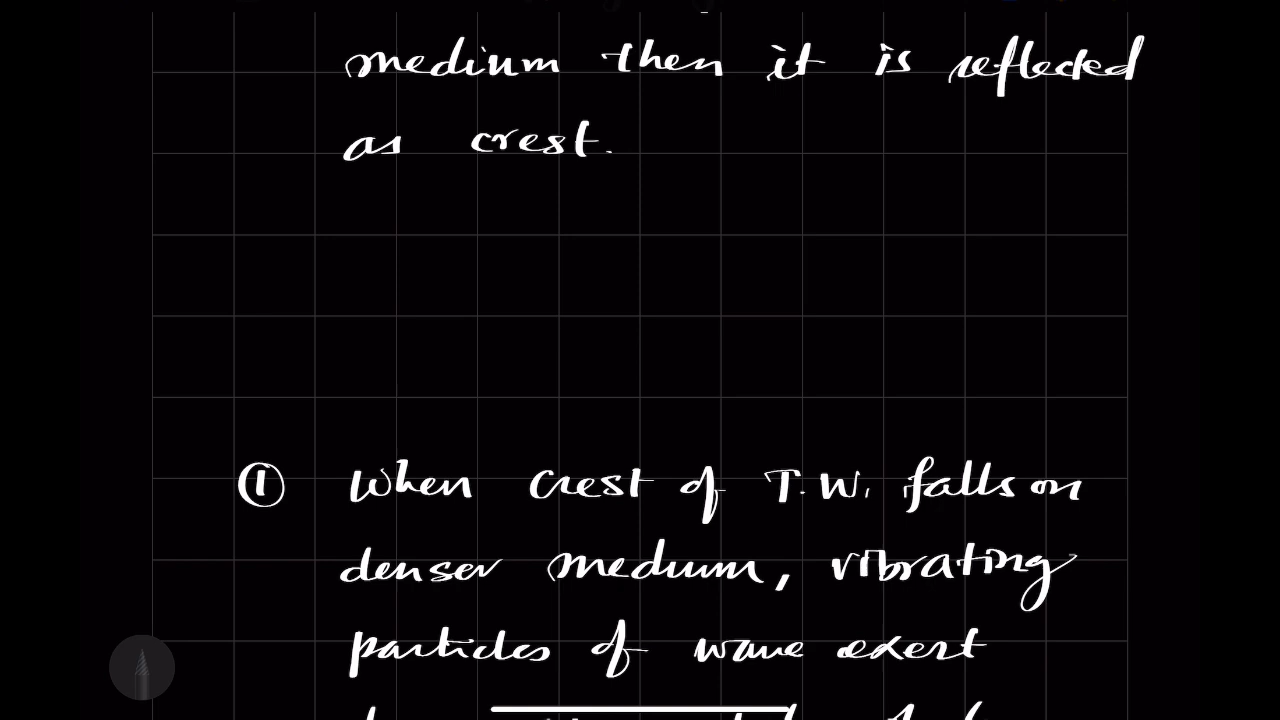 medium then it is reflected
as crest.
① When crest of T.W. falls on
denser medium, vibrating
particles of wave exert